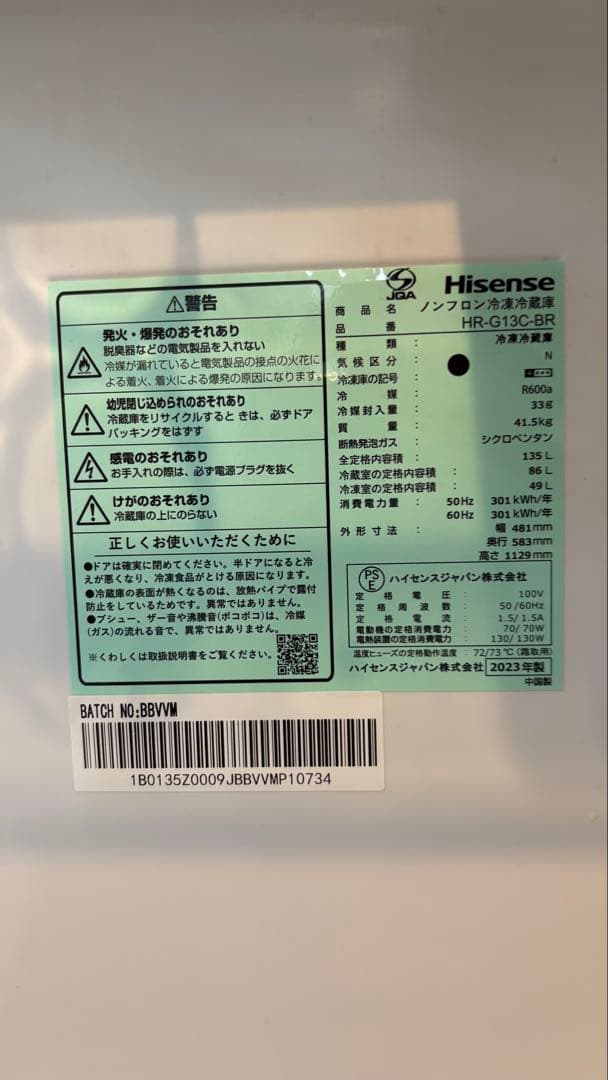 ⚠警告
発火・爆発のおそれあり
脱臭器などの電気製品を入れない
冷媒が漏れていると電気製品の接点の火花に
よる着火、着火による爆発の原因になります。
幼児閉じ込められのおそれあり
冷蔵庫をリサイクルすると きは、必ずドア
パッキングをはずす
感電のおそれあり
お手入れの際は、必ず電源プラグを抜く
けがのおそれあり
冷蔵庫の上にのらない
正しくお使いいただくために
●ドアは確実に閉めてください。半ドアになると冷
えが悪くなり、冷凍食品がとける原因になります。
●冷蔵庫の表面が熱くなるのは、放熱パイプで露付
防止をしているためです。異常ではありません。
●プシュー、ザー音や沸騰音(ポコポコ)は、冷媒
(ガス)の流れる音で、異常ではありません。
※くわしくは取扱説明書をご覧ください。
JQA
Hisense
商品名 ノンフロン冷凍冷蔵庫
品番 HR-G13C-BR
種類 : 冷凍冷蔵庫
気候区分 : N
冷凍庫の記号 :
冷媒 : R600a
冷媒封入量 : 33g
質量 : 41.5kg
断熱発泡ガス : シクロペンタン
全定格内容積 : 135L
冷蔵室の定格内容積 : 86L
冷凍室の定格内容積 : 49L
消費電力量 : 50Hz 301kWh/年
60Hz 301kWh/年
外形寸法 : 幅 481mm
奥行 583mm
高さ 1129mm
PSE ハイセンスジャパン株式会社
定格電圧 : 100V
定格周波数 : 50/60Hz
定格電流 : 1.5/1.5A
電動機の定格消費電力 : 70/70W
電熱装置の定格消費電力 : 130/130W
温度ヒューズの定格動作温度 : 72/73℃(霜取用)
ハイセンスジャパン株式会社 2023年製
中国製
BATCH NO:BBVVM
1B0135Z0009JBBVVMP10734